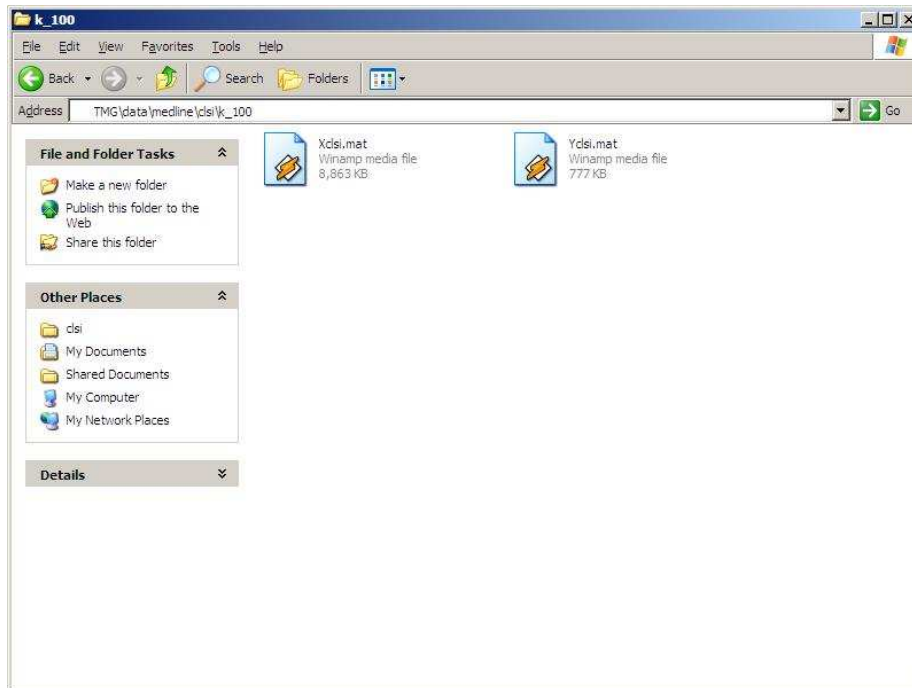 k_100
File Edit View Favorites Tools Help
Back Search Folders
Address TMG\data\medline\clsi\k_100 Go
File and Folder Tasks
Make a new folder
Publish this folder to the
Web
Share this folder
Other Places
clsi
My Documents
Shared Documents
My Computer
My Network Places
Details
Xclsi.mat
Winamp media file
8,863 KB
Yclsi.mat
Winamp media file
777 KB